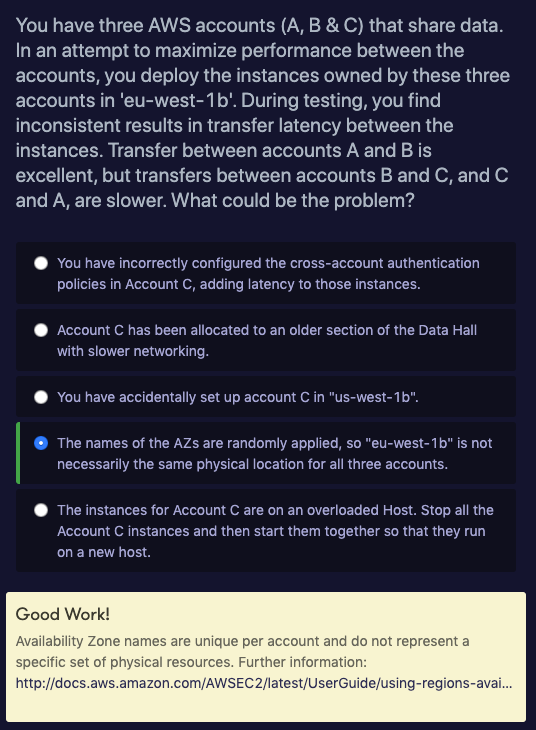 You have three AWS accounts (A, B & C) that share data.
In an attempt to maximize performance between the
accounts, you deploy the instances owned by these three
accounts in 'eu-west-1b'. During testing, you find
inconsistent results in transfer latency between the
instances. Transfer between accounts A and B is
excellent, but transfers between accounts B and C, and C
and A, are slower. What could be the problem?
You have incorrectly configured the cross-account authentication
policies in Account C, adding latency to those instances.
Account C has been allocated to an older section of the Data Hall
with slower networking.
You have accidentally set up account C in "us-west-1b".
The names of the AZs are randomly applied, so "eu-west-1b" is not
necessarily the same physical location for all three accounts.
The instances for Account C are on an overloaded Host. Stop all the
Account C instances and then start them together so that they run
on a new host.
Good Work!
Availability Zone names are unique per account and do not represent a
specific set of physical resources. Further information:
http://docs.aws.amazon.com/AWSEC2/latest/UserGuide/using-regions-avai...